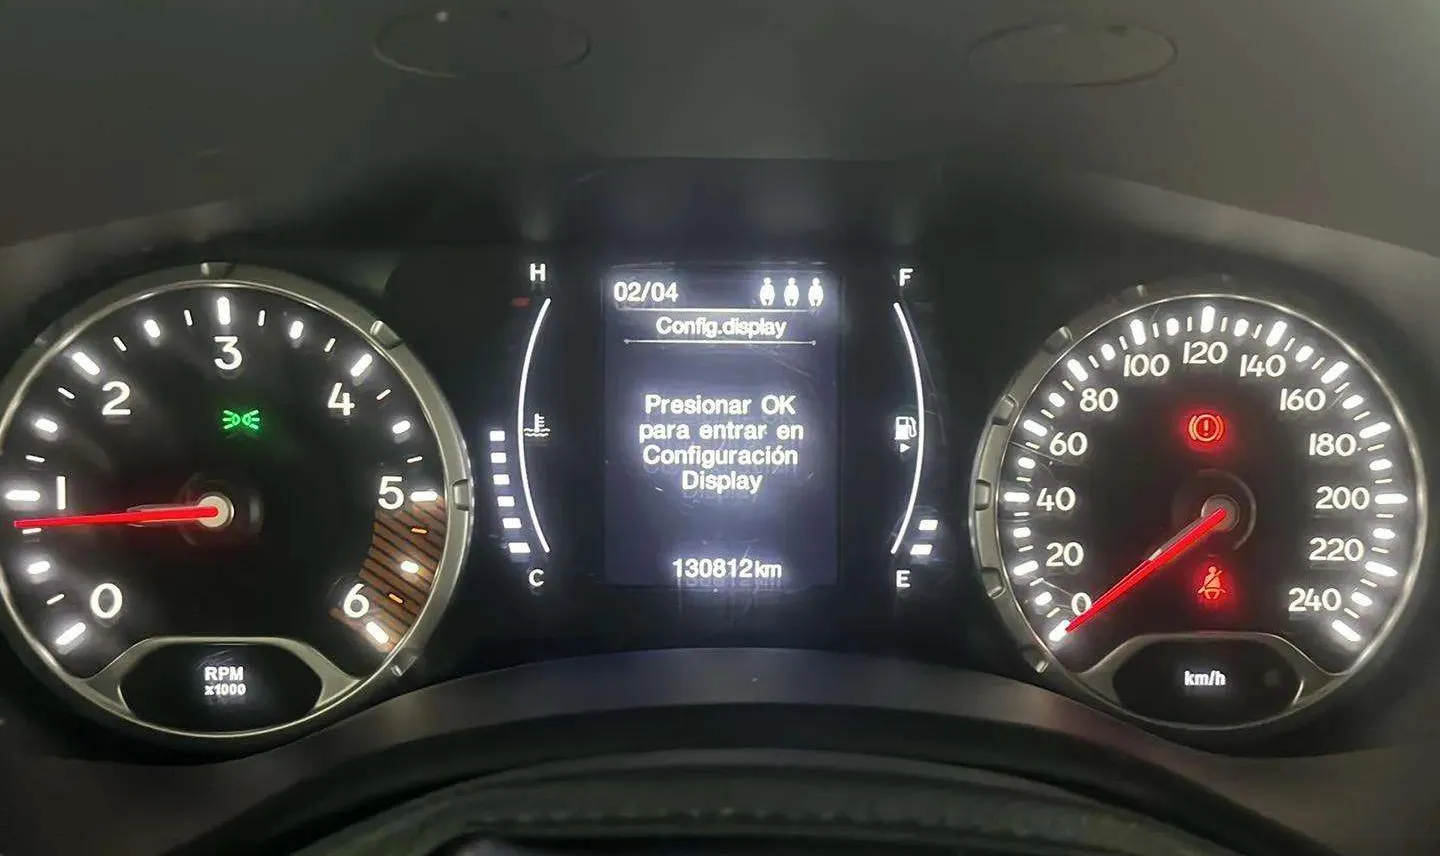 0
1
2
3
4
5
6
RPM
x1000
H
C
02/04
Config.display
Presionar OK
para entrar en
Configuración
Display
130812km
F
E
0
20
40
60
80
100
120
140
160
180
200
220
240
km/h